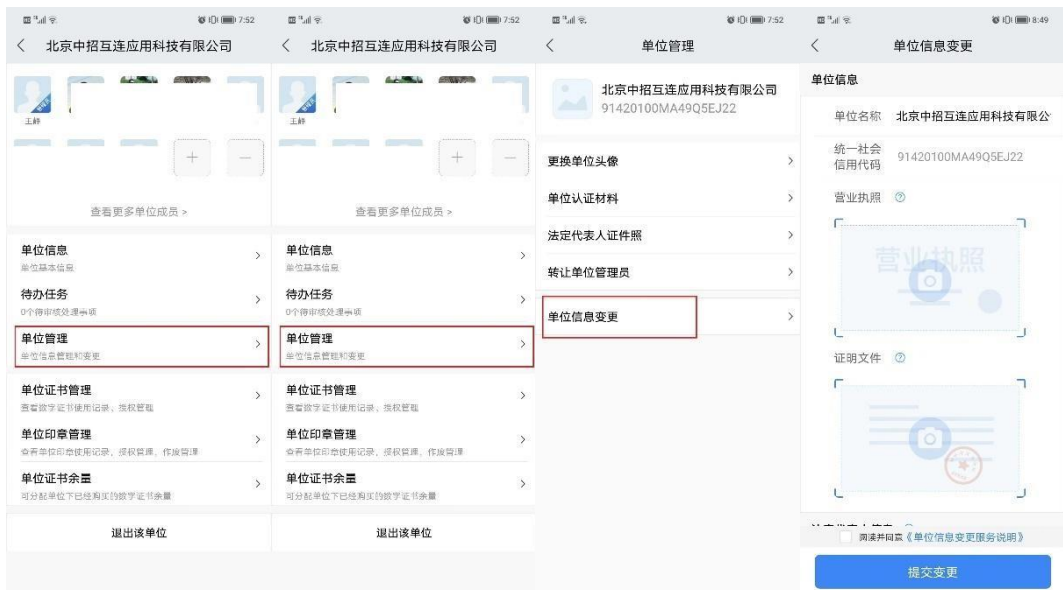 7:52
北京中招互连应用科技有限公司
王静
查看更多单位成员 >
单位信息
单位基本信息
待办任务
0个待审核处理事项
单位管理
单位信息管理和变更
单位证书管理
查看数字证书使用记录、授权管理
单位印章管理
查看单位印章使用记录、授权管理、作废管理
单位证书余量
可分配单位下已经购买的数字证书余量
退出该单位
7:52
北京中招互连应用科技有限公司
王静
查看更多单位成员 >
单位信息
单位基本信息
待办任务
0个待审核处理事项
单位管理
单位信息管理和变更
单位证书管理
查看数字证书使用记录、授权管理
单位印章管理
查看单位印章使用记录、授权管理、作废管理
单位证书余量
可分配单位下已经购买的数字证书余量
退出该单位
7:52
单位管理
北京中招互连应用科技有限公司
91420100MA49Q5EJ22
更换单位头像
单位认证材料
法定代表人证件照
转让单位管理员
单位信息变更
8:49
单位信息变更
单位信息
单位名称 北京中招互连应用科技有限公
统一社会
信用代码 91420100MA49Q5EJ22
营业执照
营业执照
证明文件
阅读并同意《单位信息变更服务说明》
提交变更